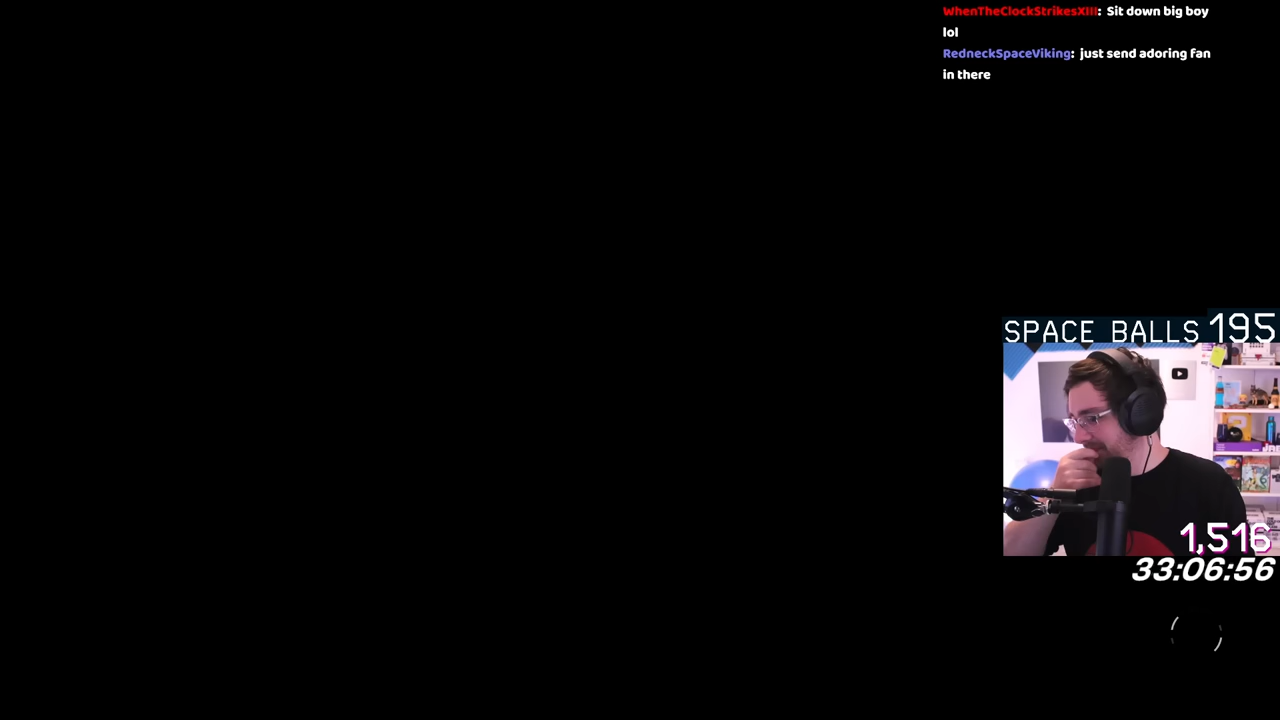 WhenTheClockStrikesXIII: Sit down big boy
lol
RedneckSpaceViking: just send adoring fan
in there
SPACE BALLS 195
1,516
33:06:56